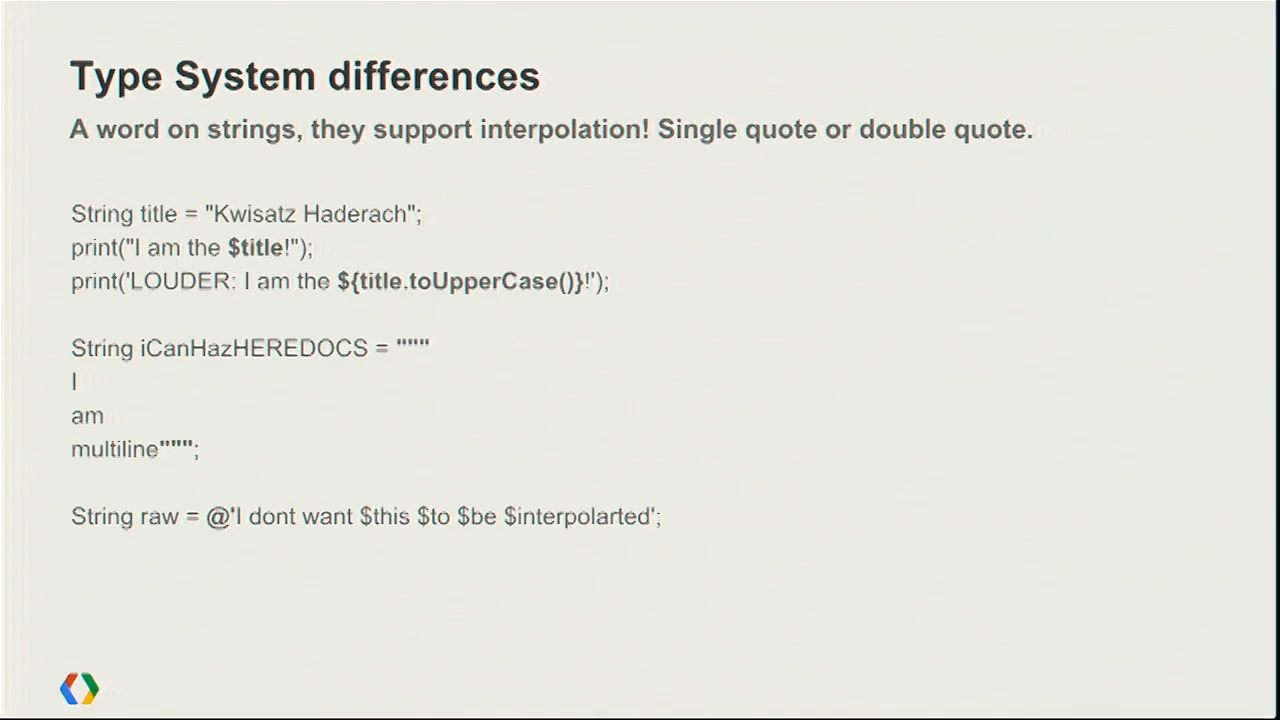 Type System differences
A word on strings, they support interpolation! Single quote or double quote.
String title = "Kwisatz Haderach";
print("I am the $title!");
print('LOUDER: I am the ${title.toUpperCase()}!');
String iCanHazHEREDOCS = """
I
am
multiline""";
String raw = @'I dont want $this $to $be $interpolarted';